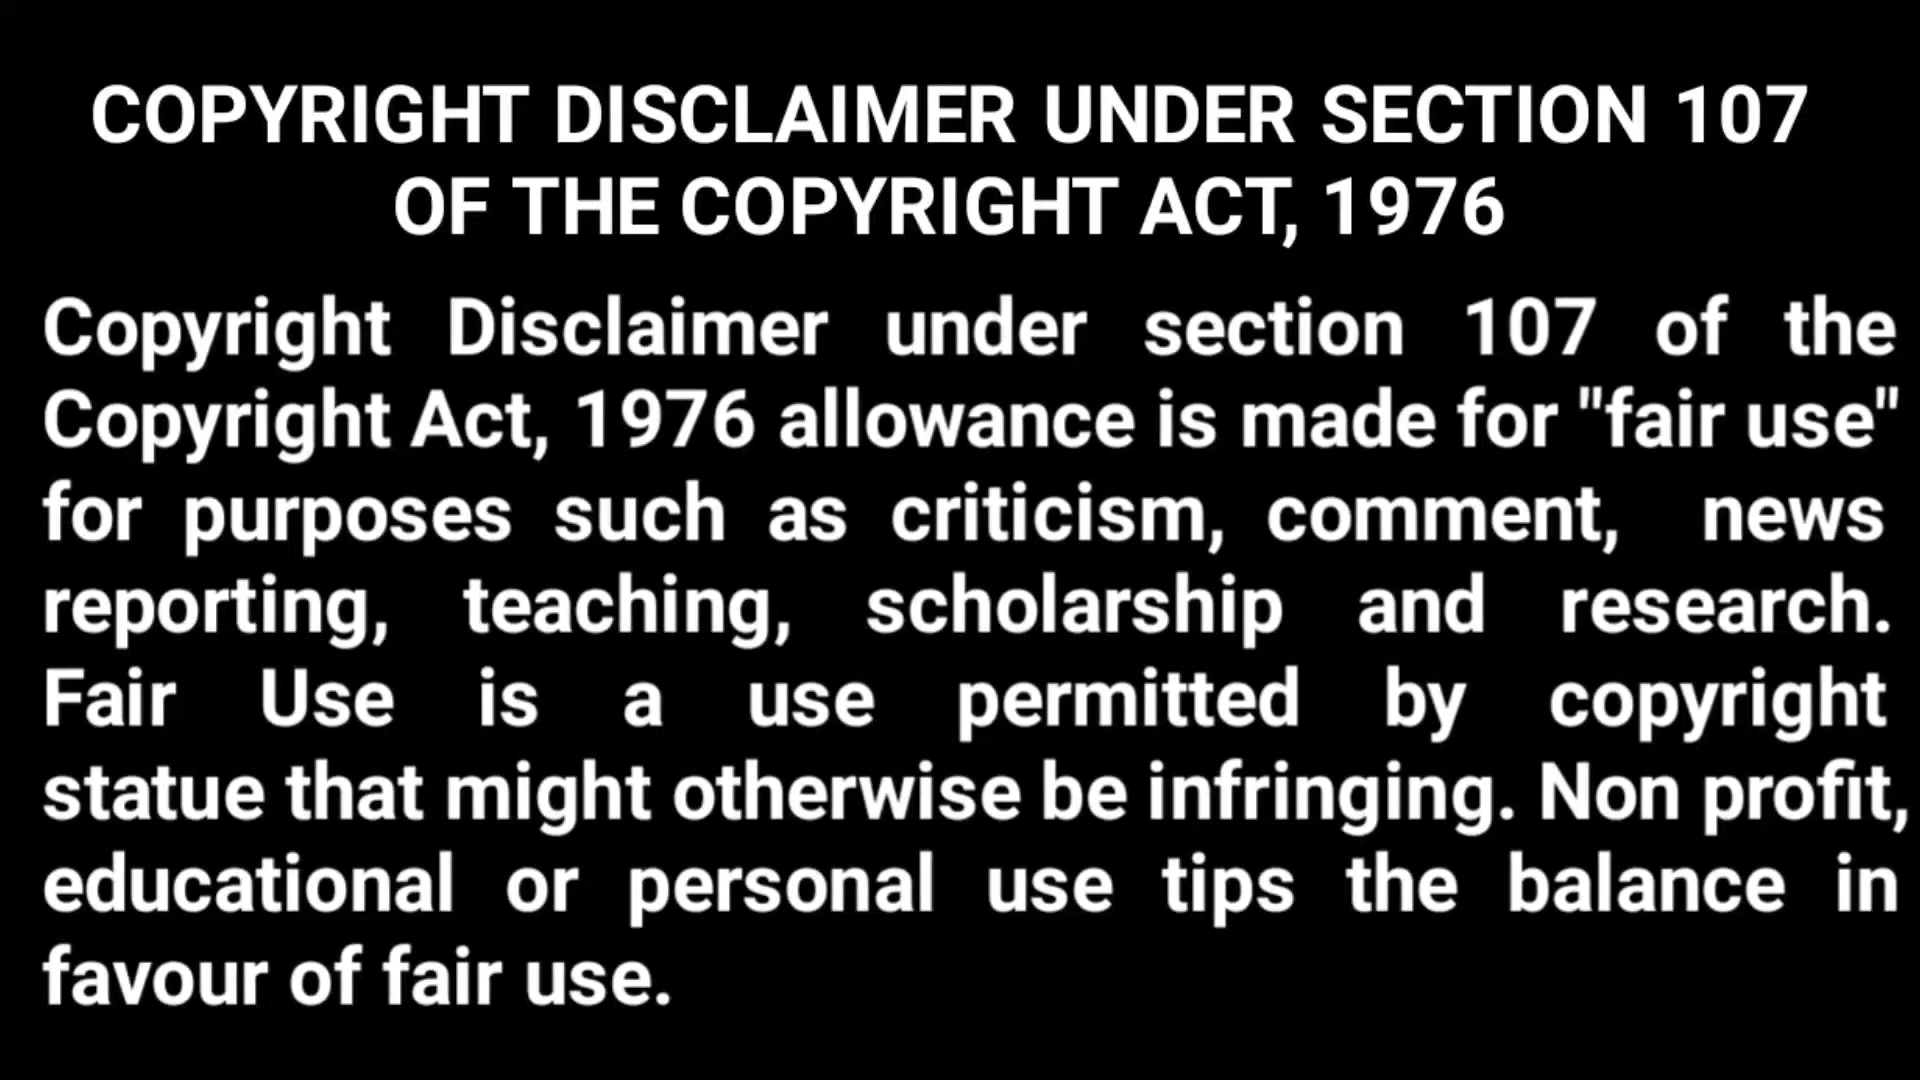 COPYRIGHT DISCLAIMER UNDER SECTION 107
OF THE COPYRIGHT ACT, 1976
Copyright Disclaimer under section 107 of the
Copyright Act, 1976 allowance is made for "fair use"
for purposes such as criticism, comment, news
reporting, teaching, scholarship and research.
Fair Use is a use permitted by copyright
statue that might otherwise be infringing. Non profit,
educational or personal use tips the balance in
favour of fair use.